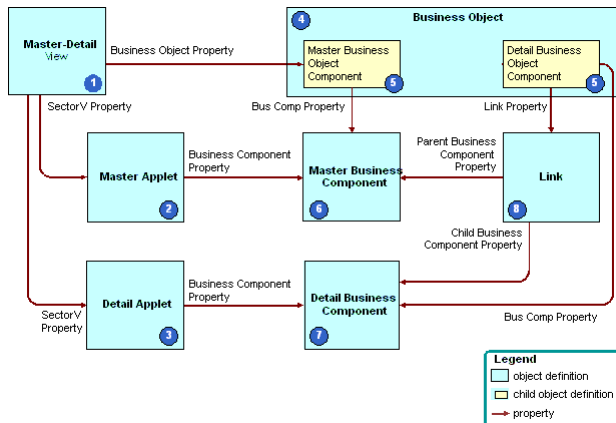 Business Object
4
Master-Detail
View
1
Business Object Property
Master Business
Object
Component
5
Detail Business
Object
Component
5
SectorV Property
Bus Comp Property
Link Property
Master Applet
2
Business Component
Property
Master Business
Component
6
Parent Business
Component
Property
Link
8
Child Business
Component Property
Detail Applet
3
SectorV
Property
Business Component
Property
Detail Business
Component
7
Bus Comp Property
Legend
object definition
child object definition
property